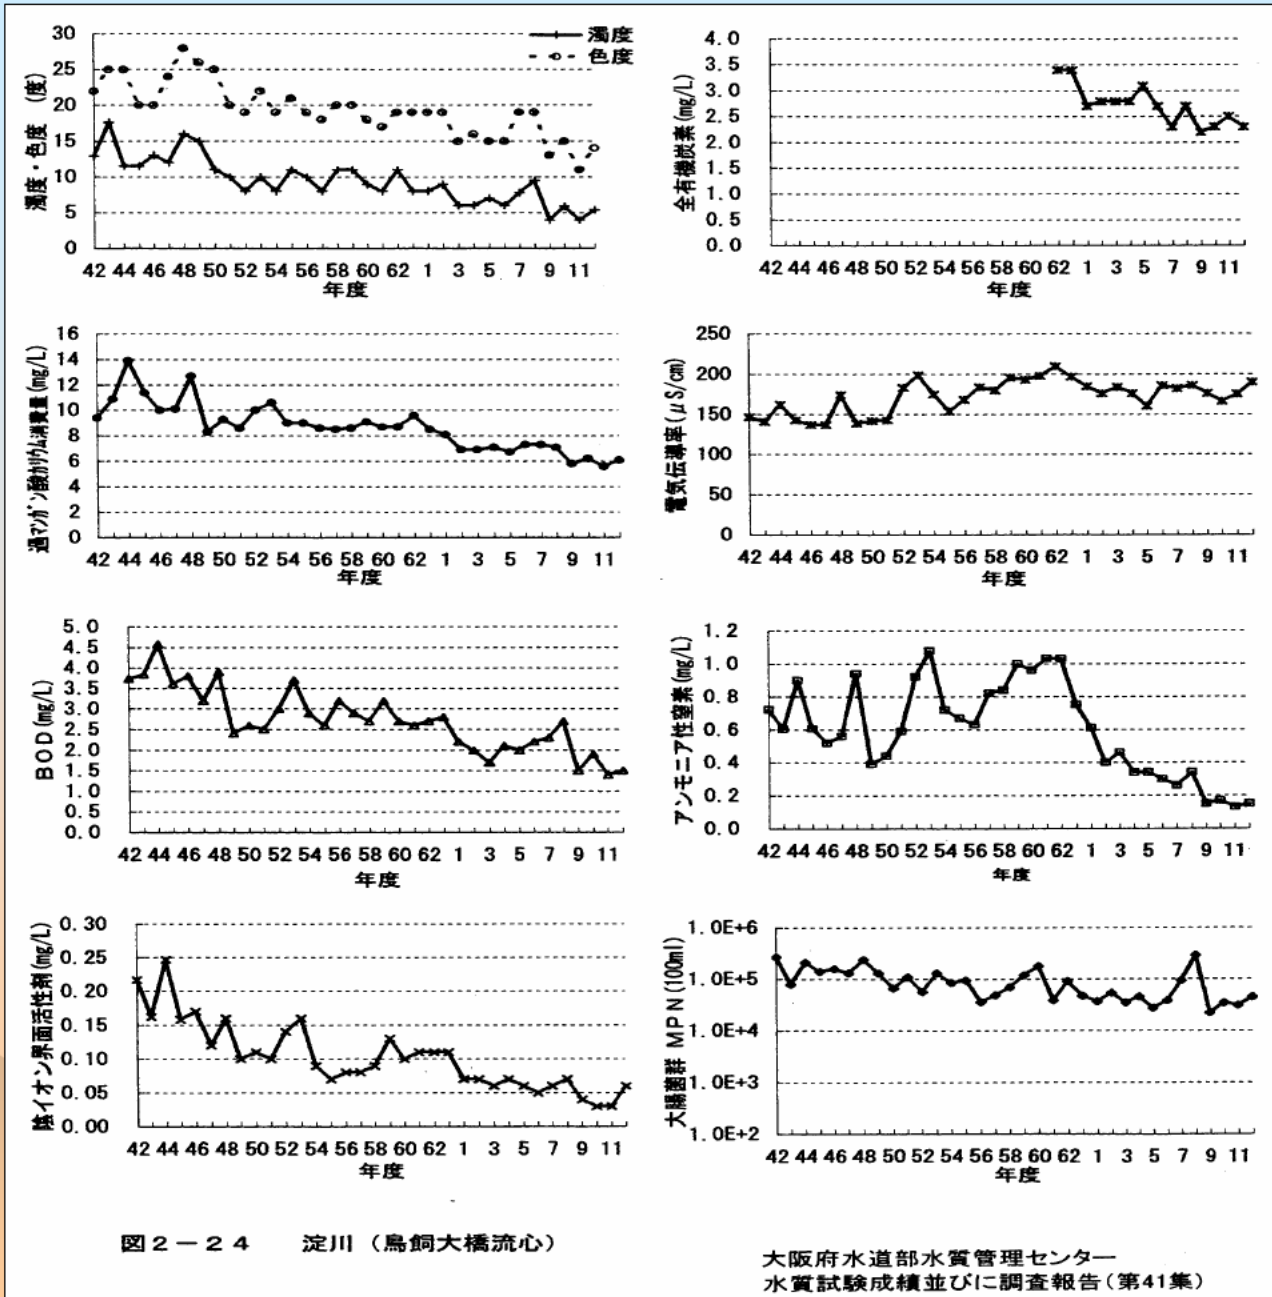 濁度
色度
濁度・色度 (度)
30
25
20
15
10
5
0
42 44 46 48 50 52 54 56 58 60 62 1 3 5 7 9 11
年度
全有機炭素(mg/L)
4.0
3.5
3.0
2.5
2.0
1.5
1.0
0.5
0.0
42 44 46 48 50 52 54 56 58 60 62 1 3 5 7 9 11
年度
過マンガン酸カリウム消費量(mg/L)
16
14
12
10
8
6
4
2
0
42 44 46 48 50 52 54 56 58 60 62 1 3 5 7 9 11
年度
電気伝導率(μS/cm)
250
200
150
100
50
0
42 44 46 48 50 52 54 56 58 60 62 1 3 5 7 9 11
年度
BOD(mg/L)
5.0
4.5
4.0
3.5
3.0
2.5
2.0
1.5
1.0
0.5
0.0
42 44 46 48 50 52 54 56 58 60 62 1 3 5 7 9 11
年度
アンモニア性窒素(mg/L)
1.2
1.0
0.8
0.6
0.4
0.2
0.0
42 44 46 48 50 52 54 56 58 60 62 1 3 5 7 9 11
年度
陰イオン界面活性剤(mg/L)
0.30
0.25
0.20
0.15
0.10
0.05
0.00
42 44 46 48 50 52 54 56 58 60 62 1 3 5 7 9 11
年度
大腸菌群 MPN(100ml)
1.0E+6
1.0E+5
1.0E+4
1.0E+3
1.0E+2
42 44 46 48 50 52 54 56 58 60 62 1 3 5 7 9 11
年度
図2－24 淀川（鳥飼大橋流心）
大阪府水道部水質管理センター
水質試験成績並びに調査報告(第41集)